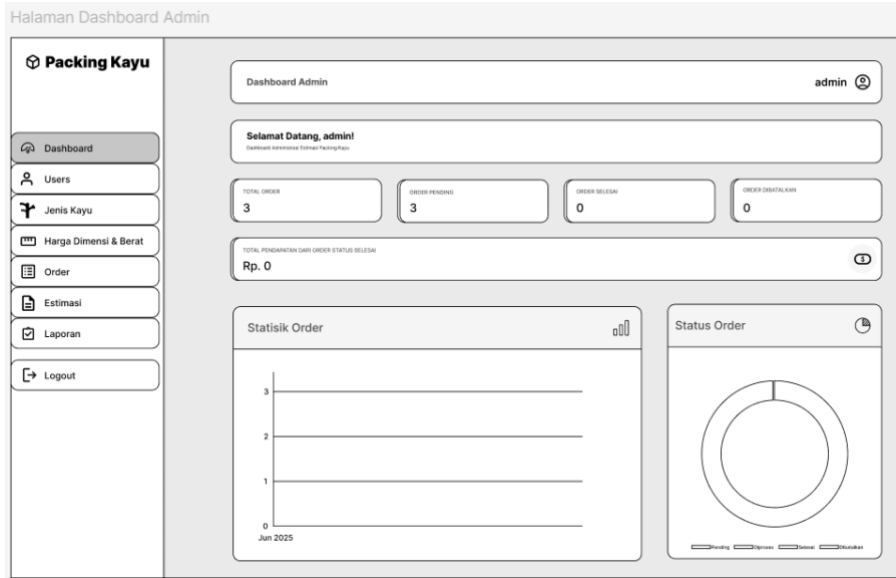 Halaman Dashboard Admin
Packing Kayu
Dashboard Admin
admin
Selamat Datang, admin!
Dashboard Administrasi Estimasi Packing Kayu
Dashboard
Users
Jenis Kayu
Harga Dimensi & Berat
Order
Estimasi
Laporan
Logout
TOTAL ORDER
3
ORDER PENDING
3
ORDER SELESAI
0
ORDER DIBATALKAN
0
TOTAL PENDAPATAN DARI ORDER STATUS SELESAI
Rp. 0
Statisik Order
3
2
1
0
Jun 2025
Status Order
Pending Diproses Selesai Dibatalkan